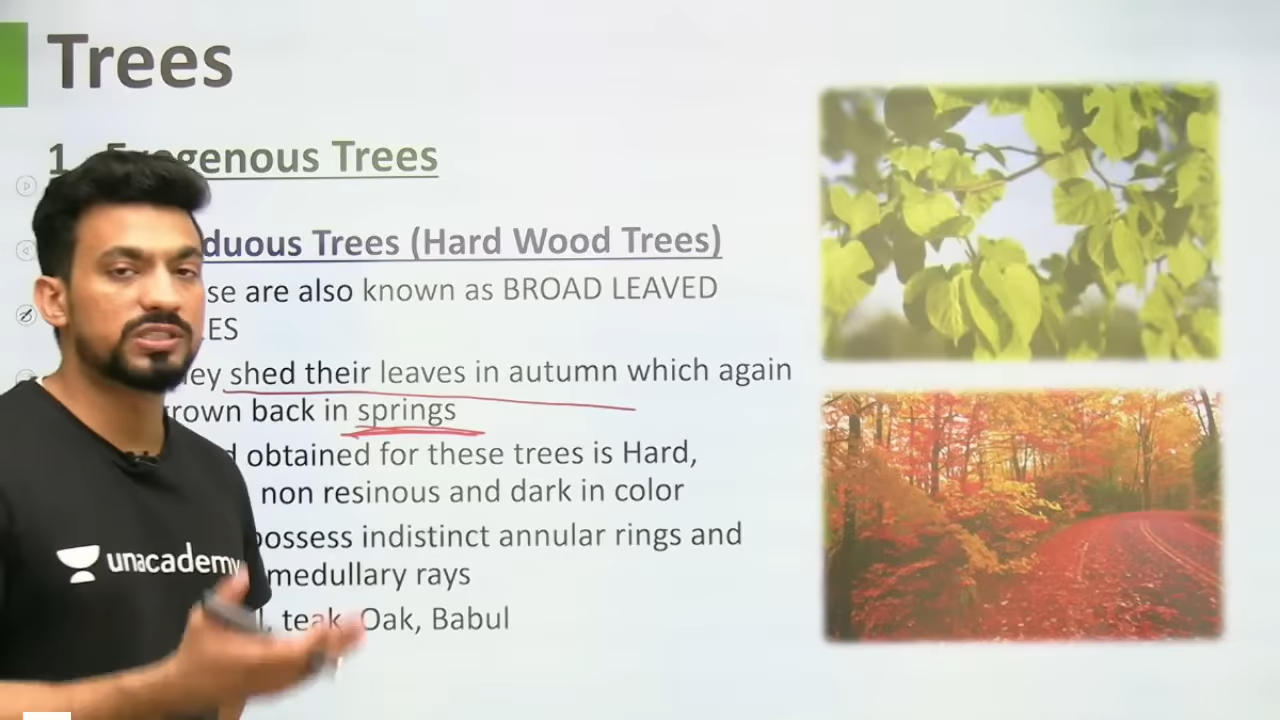 Trees
1. Exogenous Trees
duous Trees (Hard Wood Trees)
se are also known as BROAD LEAVED
ES
ey shed their leaves in autumn which again
rown back in springs
obtained for these trees is Hard,
non resinous and dark in color
possess indistinct annular rings and
medullary rays
teak, Oak, Babul
unacademy